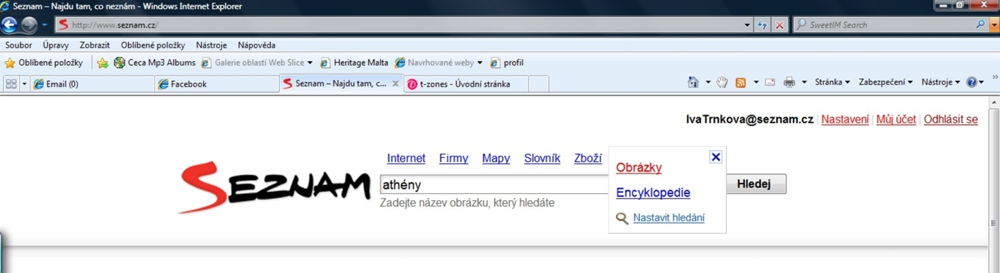 Seznam – Najdu tam, co neznám - Windows Internet Explorer
http://www.seznam.cz/ SweetIM Search
Soubor Úpravy Zobrazit Oblíbené položky Nástroje Nápověda
Oblíbené položky Ceca Mp3 Albums Galerie oblastí Web Slice Heritage Malta Navrhované weby profil
Email (0) Facebook Seznam – Najdu tam, c... t-zones - Úvodní stránka Stránka Zabezpečení Nástroje
IvaTrnkova@seznam.cz | Nastavení | Můj účet | Odhlásit se
Internet Firmy Mapy Slovník Zboží
Obrázky
SEZNAM athény Hledej
Encyklopedie
Zadejte název obrázku, který hledáte
Nastavit hledání